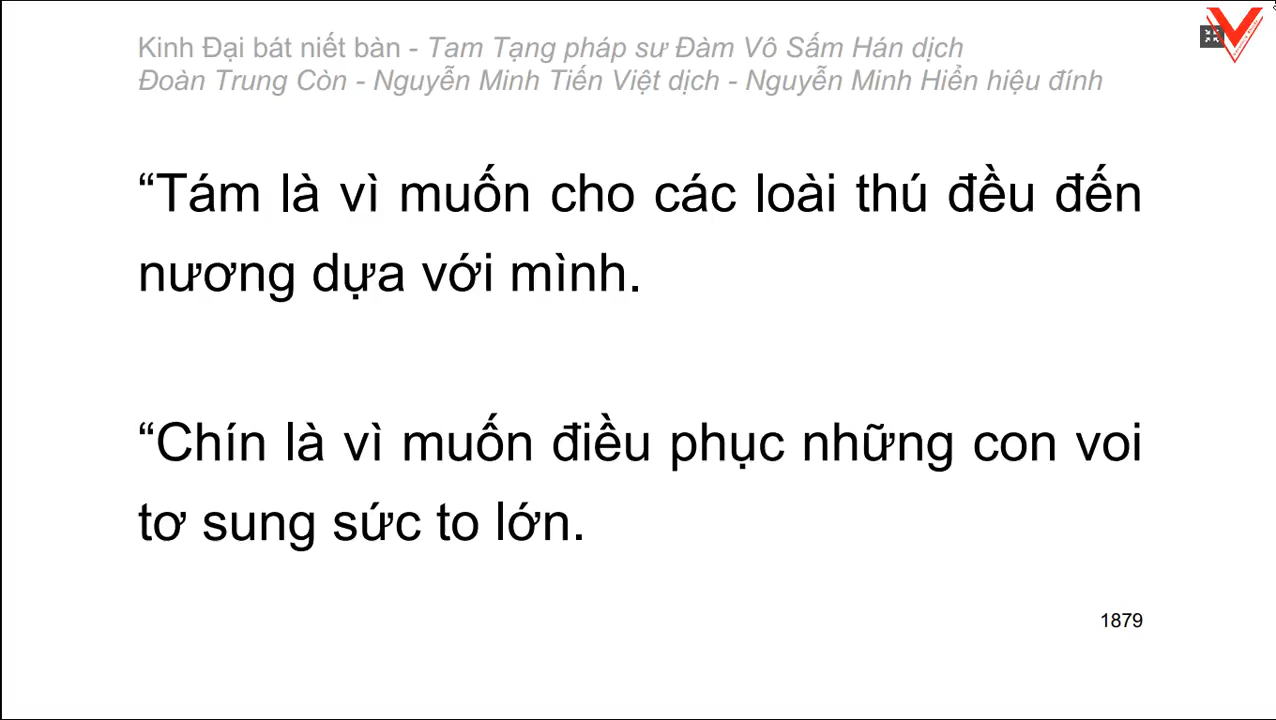 Kinh Đại bát niết bàn - Tam Tạng pháp sư Đàm Vô Sấm Hán dịch
Đoàn Trung Còn - Nguyễn Minh Tiến Việt dịch - Nguyễn Minh Hiển hiệu đính
“Tám là vì muốn cho các loài thú đều đến
nương dựa với mình.
“Chín là vì muốn điều phục những con voi
tơ sung sức to lớn.
1879